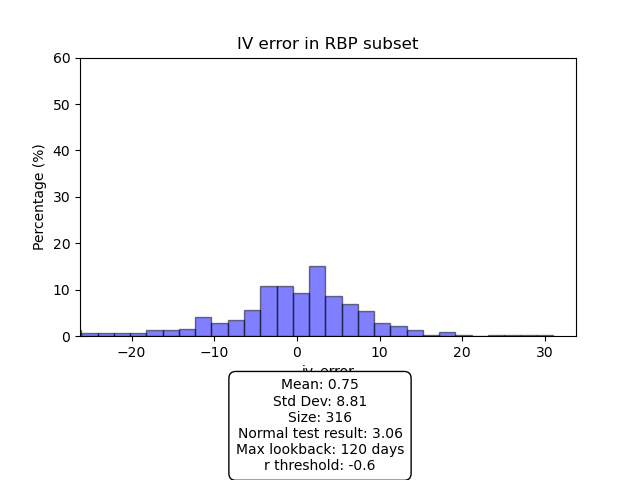 IV error in RBP subset
Percentage (%)
60
50
40
30
20
10
0
−20 −10 0 10 20 30
iv_error
Mean: 0.75
Std Dev: 8.81
Size: 316
Normal test result: 3.06
Max lookback: 120 days
r threshold: -0.6